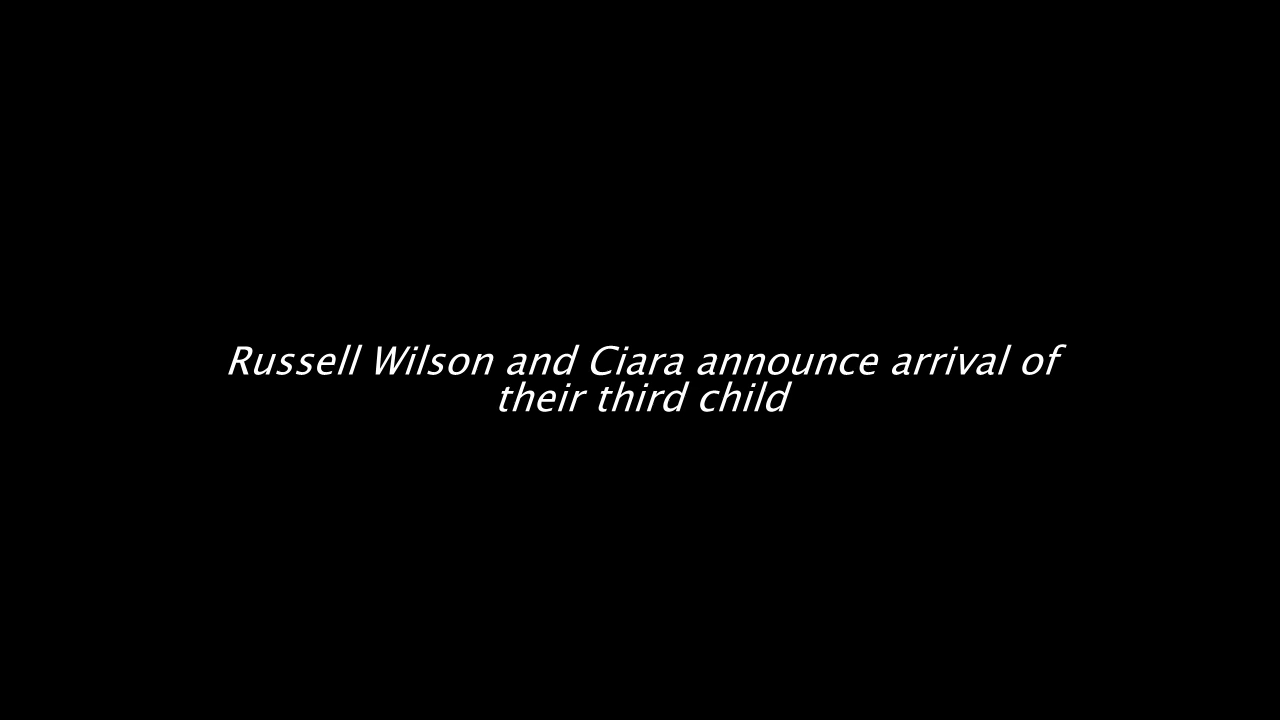 Russell Wilson and Ciara announce arrival of
their third child